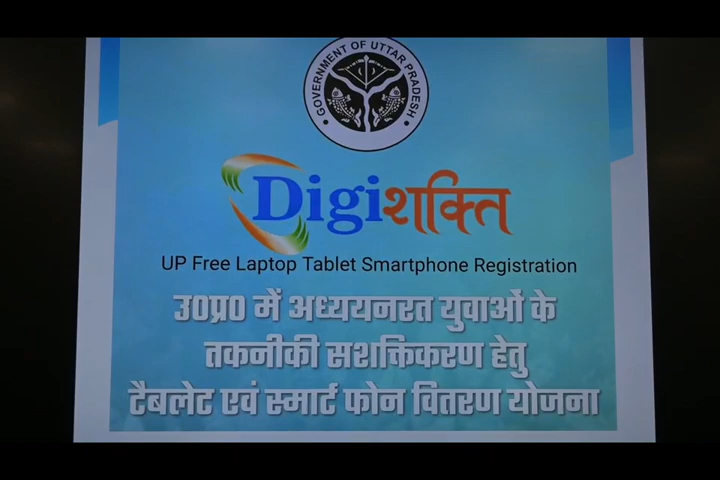 GOVERNMENT OF UTTAR PRADESH
Digiशक्ति
UP Free Laptop Tablet Smartphone Registration
उ0प्र0 में अध्ययनरत युवाओं के
तकनीकी सशक्तिकरण हेतु
टैबलेट एवं स्मार्ट फोन वितरण योजना